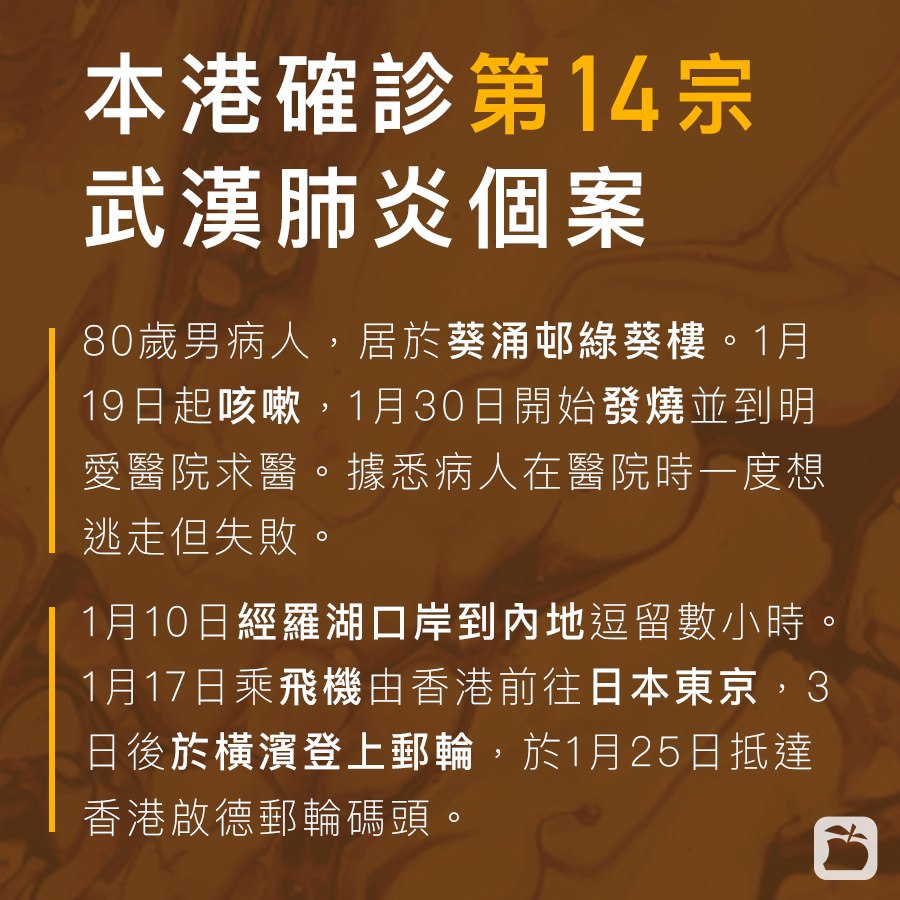 本港確診第14宗
武漢肺炎個案
80歲男病人，居於葵涌邨綠葵樓。1月
19日起咳嗽，1月30日開始發燒並到明
愛醫院求醫。據悉病人在醫院時一度想
逃走但失敗。
1月10日經羅湖口岸到內地逗留數小時。
1月17日乘飛機由香港前往日本東京，3
日後於橫濱登上郵輪，於1月25日抵達
香港啟德郵輪碼頭。